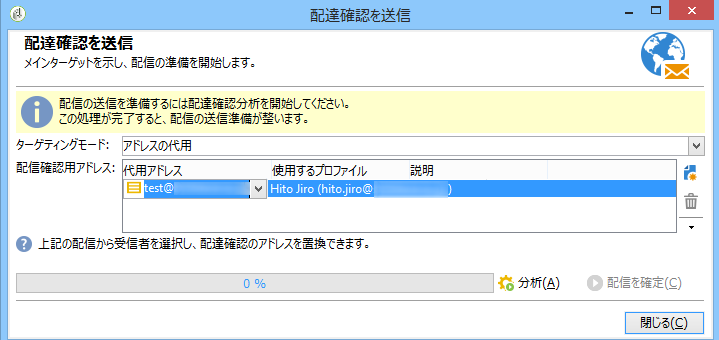 配達確認を送信
配達確認を送信
メインターゲットを示し、配信の準備を開始します。
配信の送信を準備するには配達確認分析を開始してください。
この処理が完了すると、配信の送信準備が整います。
ターゲティングモード: アドレスの代用
配信確認用アドレス: 代用アドレス 使用するプロファイル 説明
test@ Hito Jiro (hito.jiro@ )
上記の配信から受信者を選択し、配達確認のアドレスを置換できます。
0 % 分析(A) 配信を確定(C)
閉じる(C)